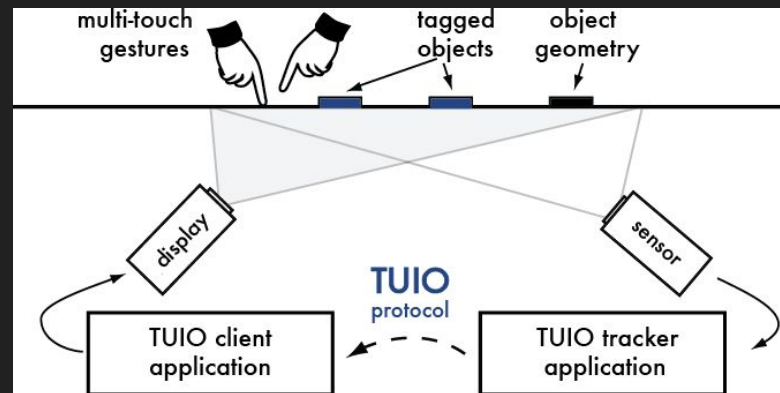 multi-touch
gestures
tagged
objects
object
geometry
display
sensor
TUIO
protocol
TUIO client
application
TUIO tracker
application